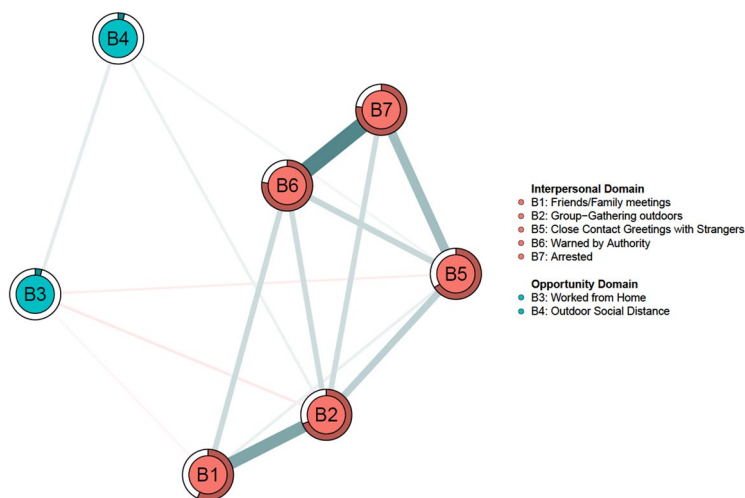 B4
B7
B6
B5
B3
B2
B1
Interpersonal Domain
B1: Friends/Family meetings
B2: Group−Gathering outdoors
B5: Close Contact Greetings with Strangers
B6: Warned by Authority
B7: Arrested
Opportunity Domain
B3: Worked from Home
B4: Outdoor Social Distance